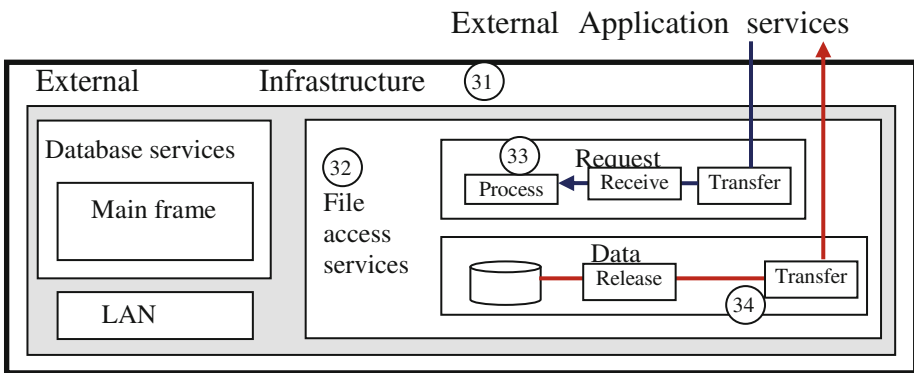 External Application services
External Infrastructure 31
Database services
Main frame
LAN
32
File
access
services
33
Request
Process
Receive
Transfer
Data
Release
Transfer
34